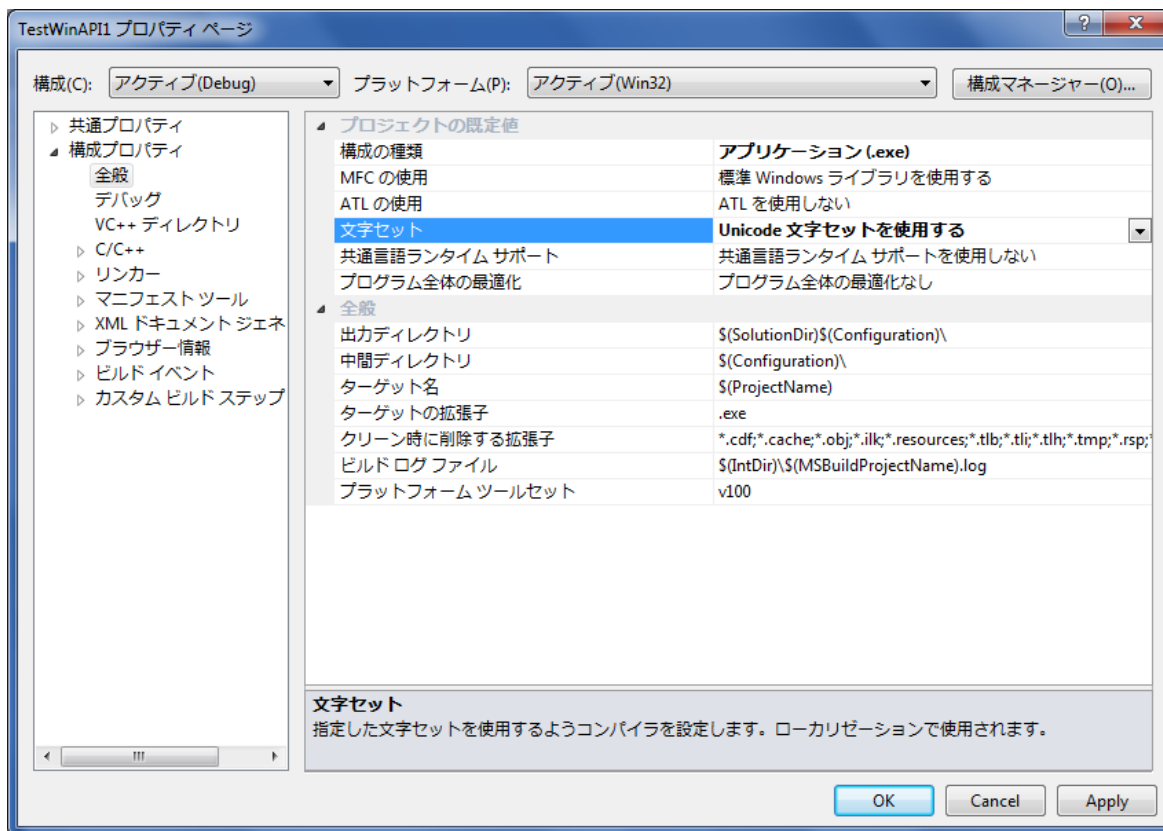 TestWinAPI1 プロパティ ページ
構成(C): アクティブ(Debug) プラットフォーム(P): アクティブ(Win32) 構成マネージャー(O)...
共通プロパティ
構成プロパティ
全般
デバッグ
VC++ ディレクトリ
C/C++
リンカー
マニフェスト ツール
XML ドキュメント ジェネ
ブラウザー情報
ビルド イベント
カスタム ビルド ステップ
プロジェクトの既定値
構成の種類 アプリケーション (.exe)
MFC の使用 標準 Windows ライブラリを使用する
ATL の使用 ATL を使用しない
文字セット Unicode 文字セットを使用する
共通言語ランタイム サポート 共通言語ランタイム サポートを使用しない
プログラム全体の最適化 プログラム全体の最適化なし
全般
出力ディレクトリ $(SolutionDir)$(Configuration)\
中間ディレクトリ $(Configuration)\
ターゲット名 $(ProjectName)
ターゲットの拡張子 .exe
クリーン時に削除する拡張子 *.cdf;*.cache;*.obj;*.ilk;*.resources;*.tlb;*.tli;*.tlh;*.tmp;*.rsp;
ビルド ログ ファイル $(IntDir)\$(MSBuildProjectName).log
プラットフォーム ツールセット v100
文字セット
指定した文字セットを使用するようコンパイラを設定します。ローカリゼーションで使用されます。
OK Cancel Apply